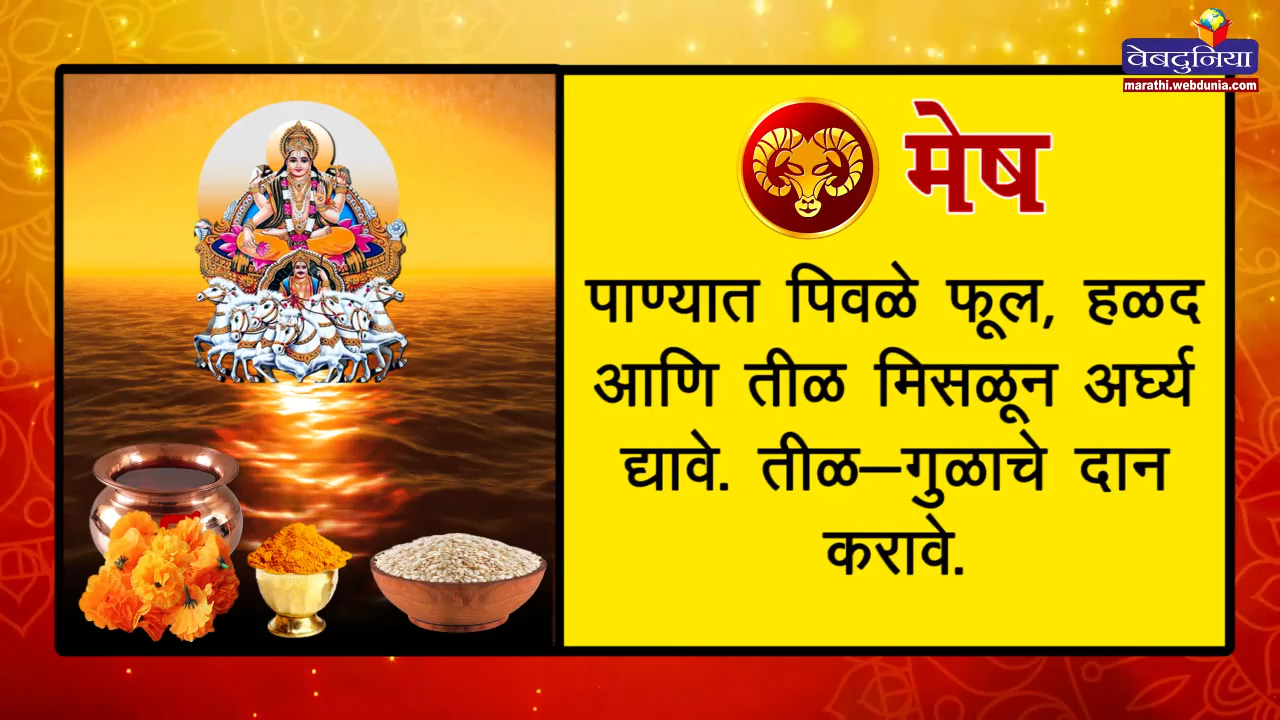 वेबदुनिया
marathi.webdunia.com
मेष
पाण्यात पिवळे फूल, हळद
आणि तीळ मिसळून अर्घ्य
द्यावे. तीळ–गुळाचे दान
करावे.